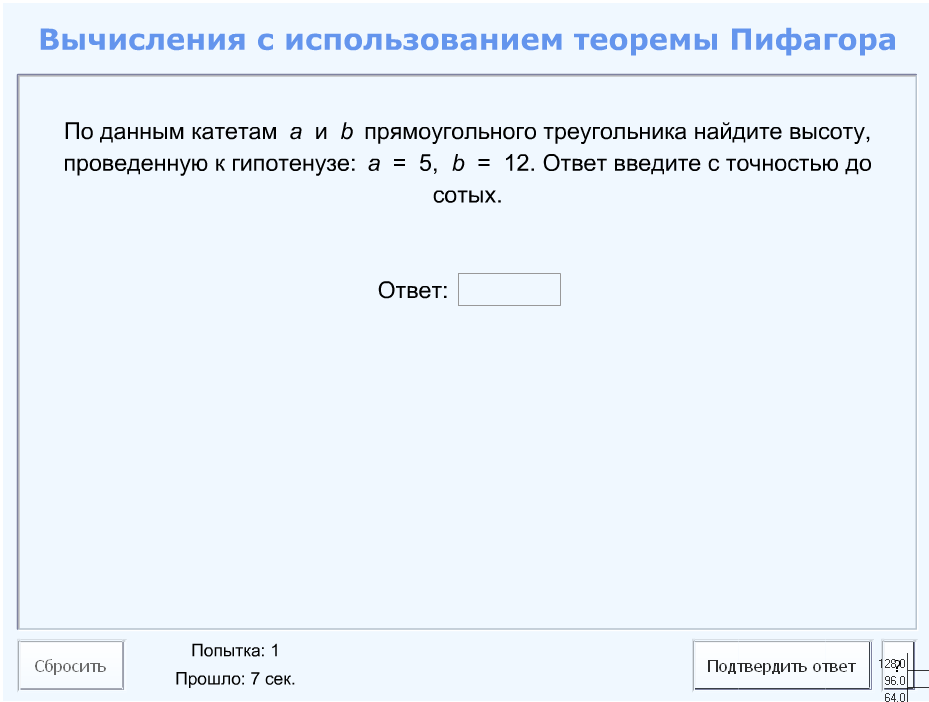 Вычисления с использованием теоремы Пифагора
По данным катетам a и b прямоугольного треугольника найдите высоту,
проведенную к гипотенузе: a = 5, b = 12. Ответ введите с точностью до
сотых.
Ответ:
Попытка: 1
Прошло: 7 сек.
Сбросить
Подтвердить ответ
?
128.0
96.0
64.0